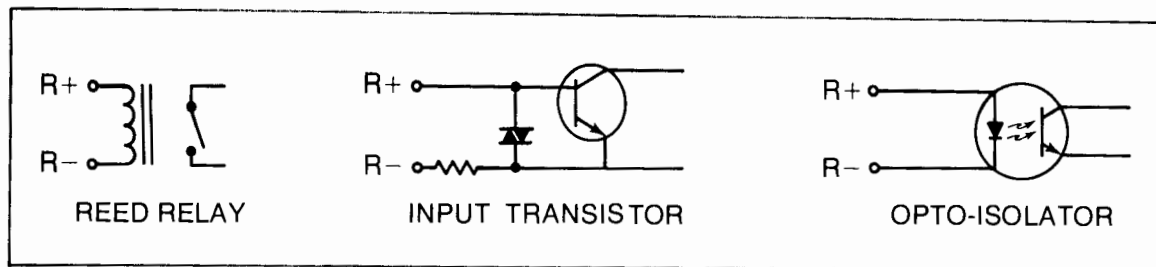 R+
R−
REED RELAY
R+
R−
INPUT TRANSISTOR
R+
R−
OPTO-ISOLATOR